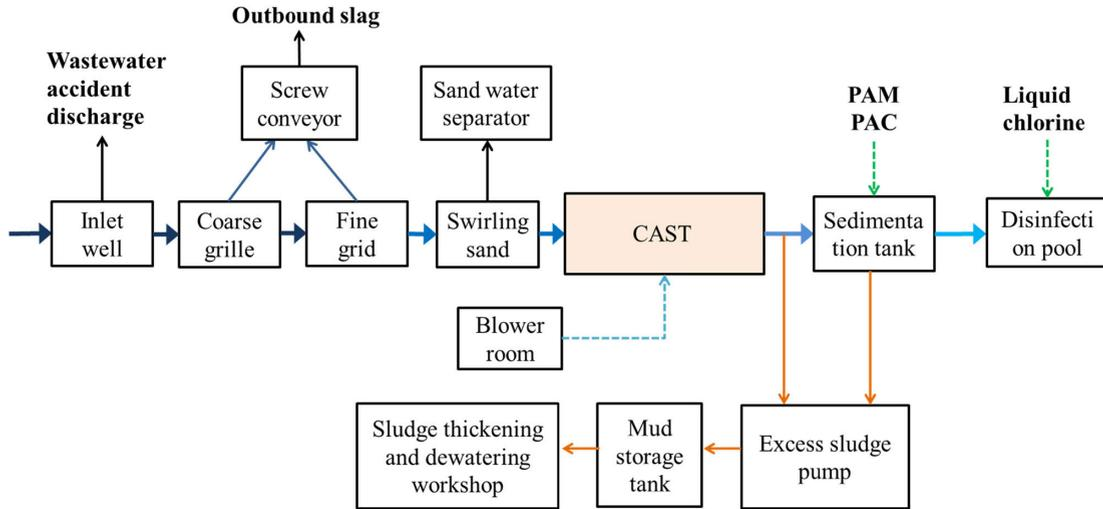 Outbound slag
Wastewater
accident
discharge
Screw
conveyor
Sand water
separator
PAM
PAC
Liquid
chlorine
Inlet
well
Coarse
grille
Fine
grid
Swirling
sand
CAST
Sedimenta
tion tank
Disinfecti
on pool
Blower
room
Sludge thickening
and dewatering
workshop
Mud
storage
tank
Excess sludge
pump